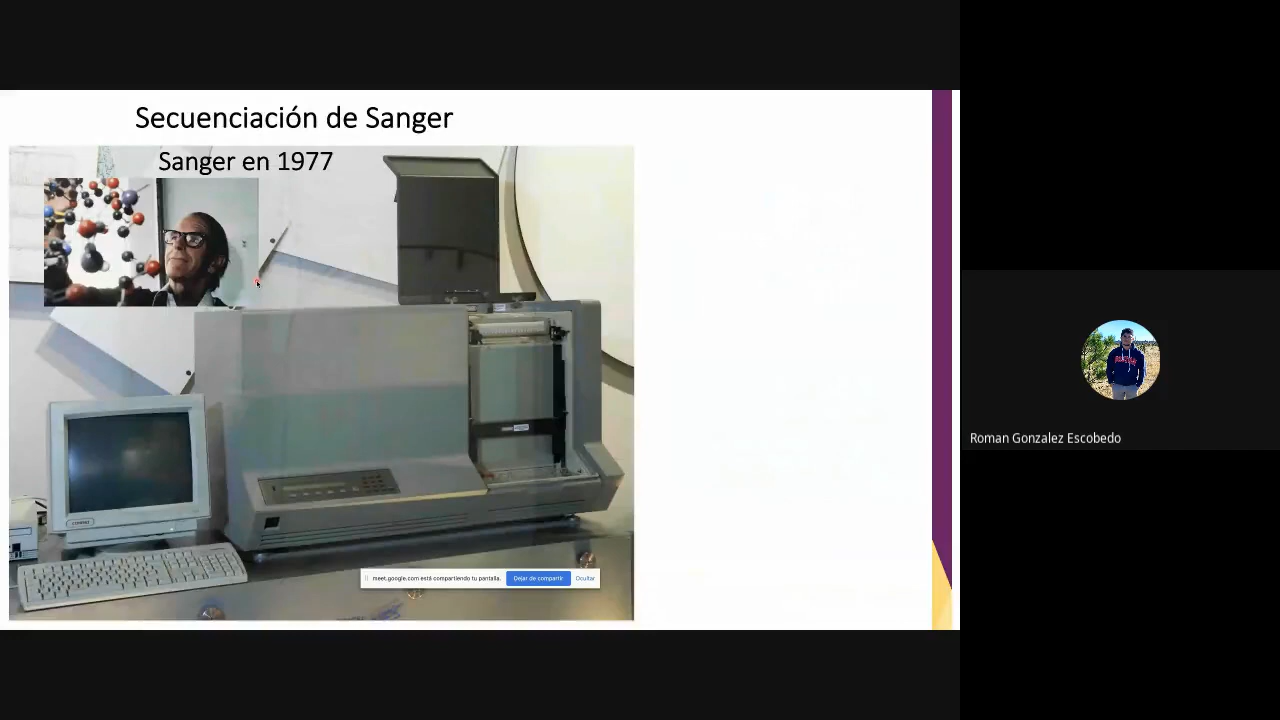 Secuenciación de Sanger
Sanger en 1977
meet.google.com está compartiendo tu pantalla.
Dejar de compartir
Ocultar
Roman Gonzalez Escobedo